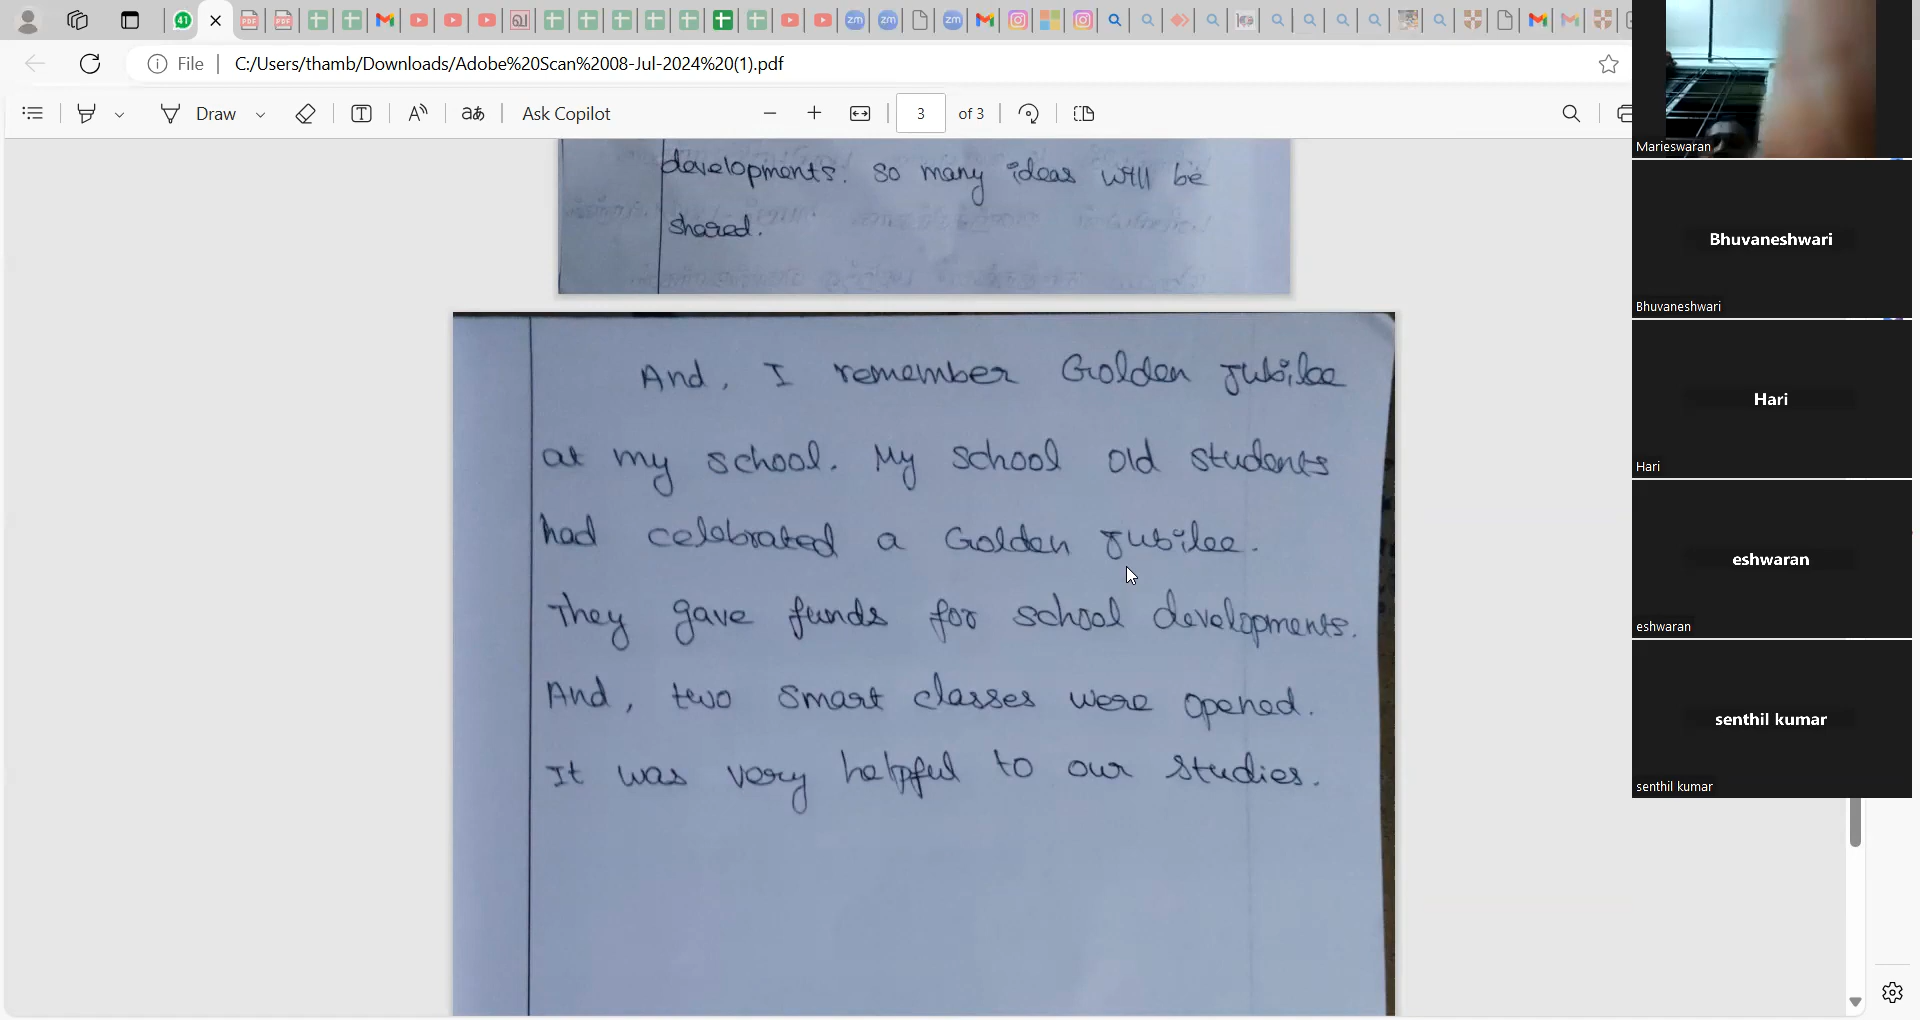 41
File
C:/Users/thamb/Downloads/Adobe%20Scan%2008-Jul-2024%20(1).pdf
Draw
Ask Copilot
3 of 3
developments. so many ideas will be
shared.
And, I remember Golden Jubilee
at my school. My school old students
had celebrated a Golden Jubilee.
They gave funds for school developments.
And, two smart classes were opened.
It was very helpful to our studies.
Marieswaran
Bhuvaneshwari
Bhuvaneshwari
Hari
Hari
eshwaran
eshwaran
senthil kumar
senthil kumar